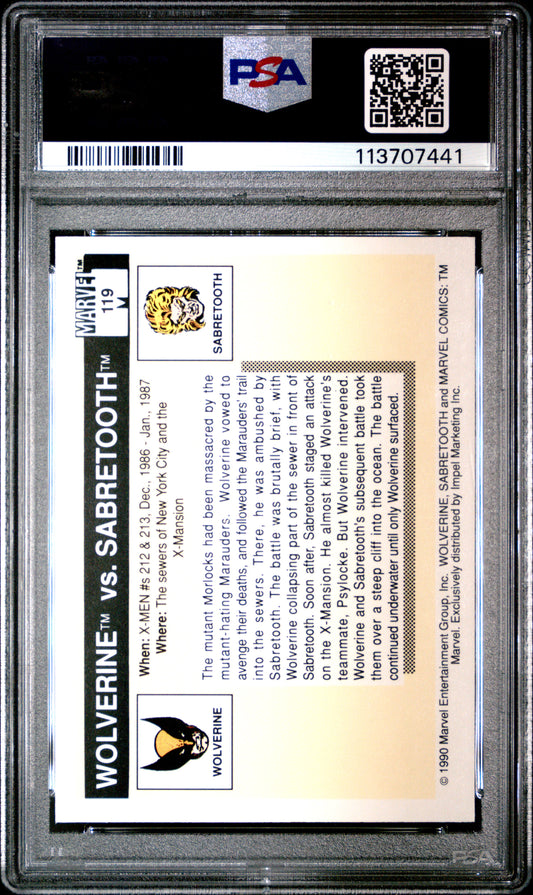 PSA
113707441
MARVEL™
119
M
WOLVERINE™ vs. SABRETOOTH™
When: X-MEN #s 212 & 213, Dec., 1986 - Jan., 1987
Where: The sewers of New York City and the
X-Mansion
WOLVERINE
SABRETOOTH
The mutant Morlocks had been massacred by the
mutant-hating Marauders. Wolverine vowed to
avenge their deaths, and followed the Marauders' trail
into the sewers. There, he was ambushed by
Sabretooth. The battle was brutally brief, with
Wolverine collapsing part of the sewer in front of
Sabretooth. Soon after, Sabretooth staged an attack
on the X-Mansion. He almost killed Wolverine's
teammate, Psylocke. But Wolverine intervened.
Wolverine and Sabretooth's subsequent battle took
them over a steep cliff into the ocean. The battle
continued underwater until only Wolverine surfaced.
© 1990 Marvel Entertainment Group, Inc. WOLVERINE, SABRETOOTH and MARVEL COMICS: TM
Marvel. Exclusively distributed by Impel Marketing Inc.
PSA